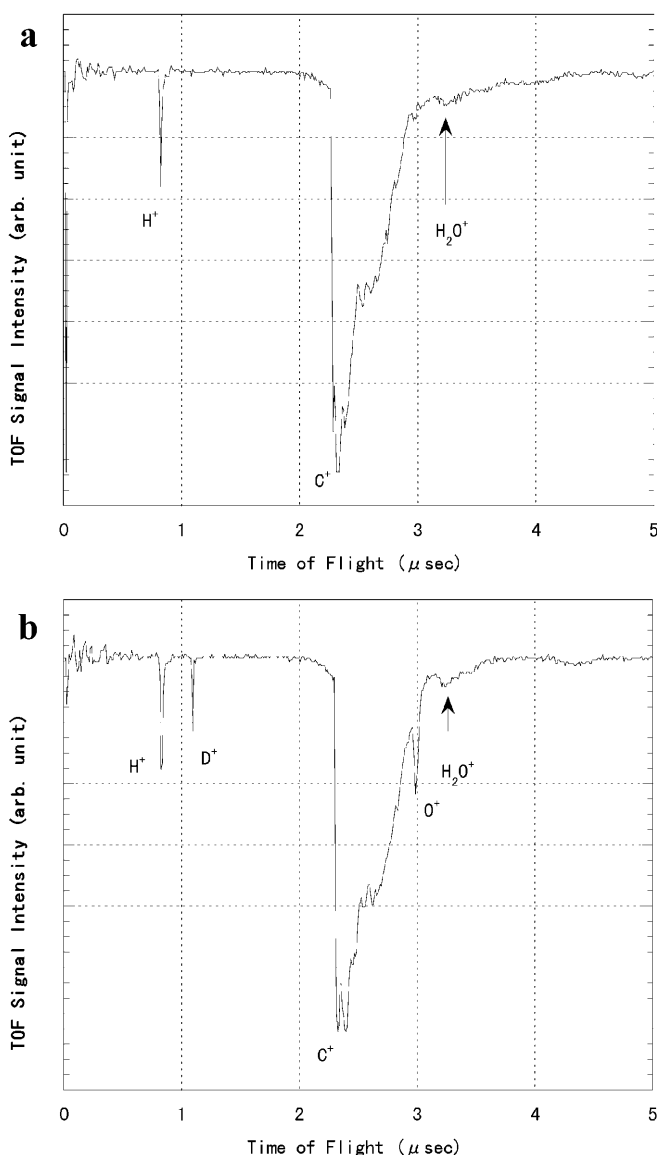 a
TOF Signal Intensity (arb. unit)
H⁺
C⁺
H₂O⁺
0 1 2 3 4 5
Time of Flight (μsec)
b
TOF Signal Intensity (arb. unit)
H⁺
D⁺
C⁺
O⁺
H₂O⁺
0 1 2 3 4 5
Time of Flight (μsec)